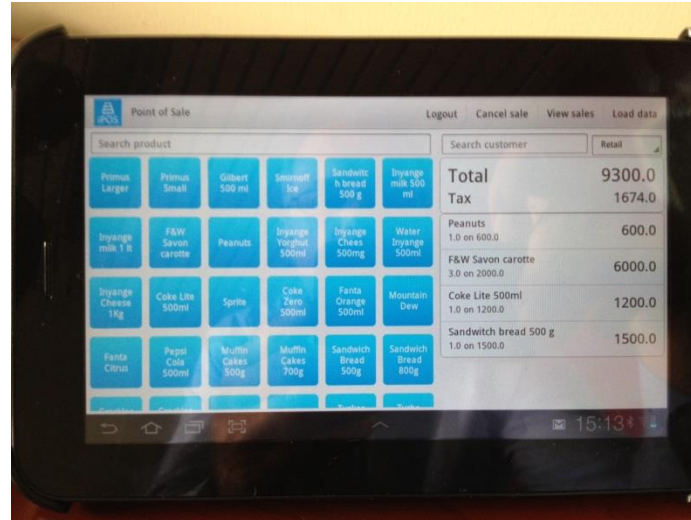 iPOS
Point of Sale
Logout Cancel sale View sales Load data
Search product
Search customer
Retail
Primus
Larger
Primus
Small
Gilbert
500 ml
Smirnoff
Ice
Sandwitc
h bread
500 g
Inyange
milk 500
ml
Inyange
milk 1 lt
F&W
Savon
carotte
Peanuts
Inyange
Yorghut
500ml
Inyange
Chees
500mg
Water
Inyange
500ml
Inyange
Cheese
1Kg
Coke Lite
500ml
Sprite
Coke
Zero
500ml
Fanta
Orange
500ml
Mountain
Dew
Fanta
Citrus
Pepsi
Cola
500ml
Muffin
Cakes
500g
Muffin
Cakes
700g
Sandwich
Bread
500g
Sandwich
Bread
800g
Total 9300.0
Tax 1674.0
Peanuts
1.0 on 600.0
600.0
F&W Savon carotte
3.0 on 2000.0
6000.0
Coke Lite 500ml
1.0 on 1200.0
1200.0
Sandwitch bread 500 g
1.0 on 1500.0
1500.0
15:13